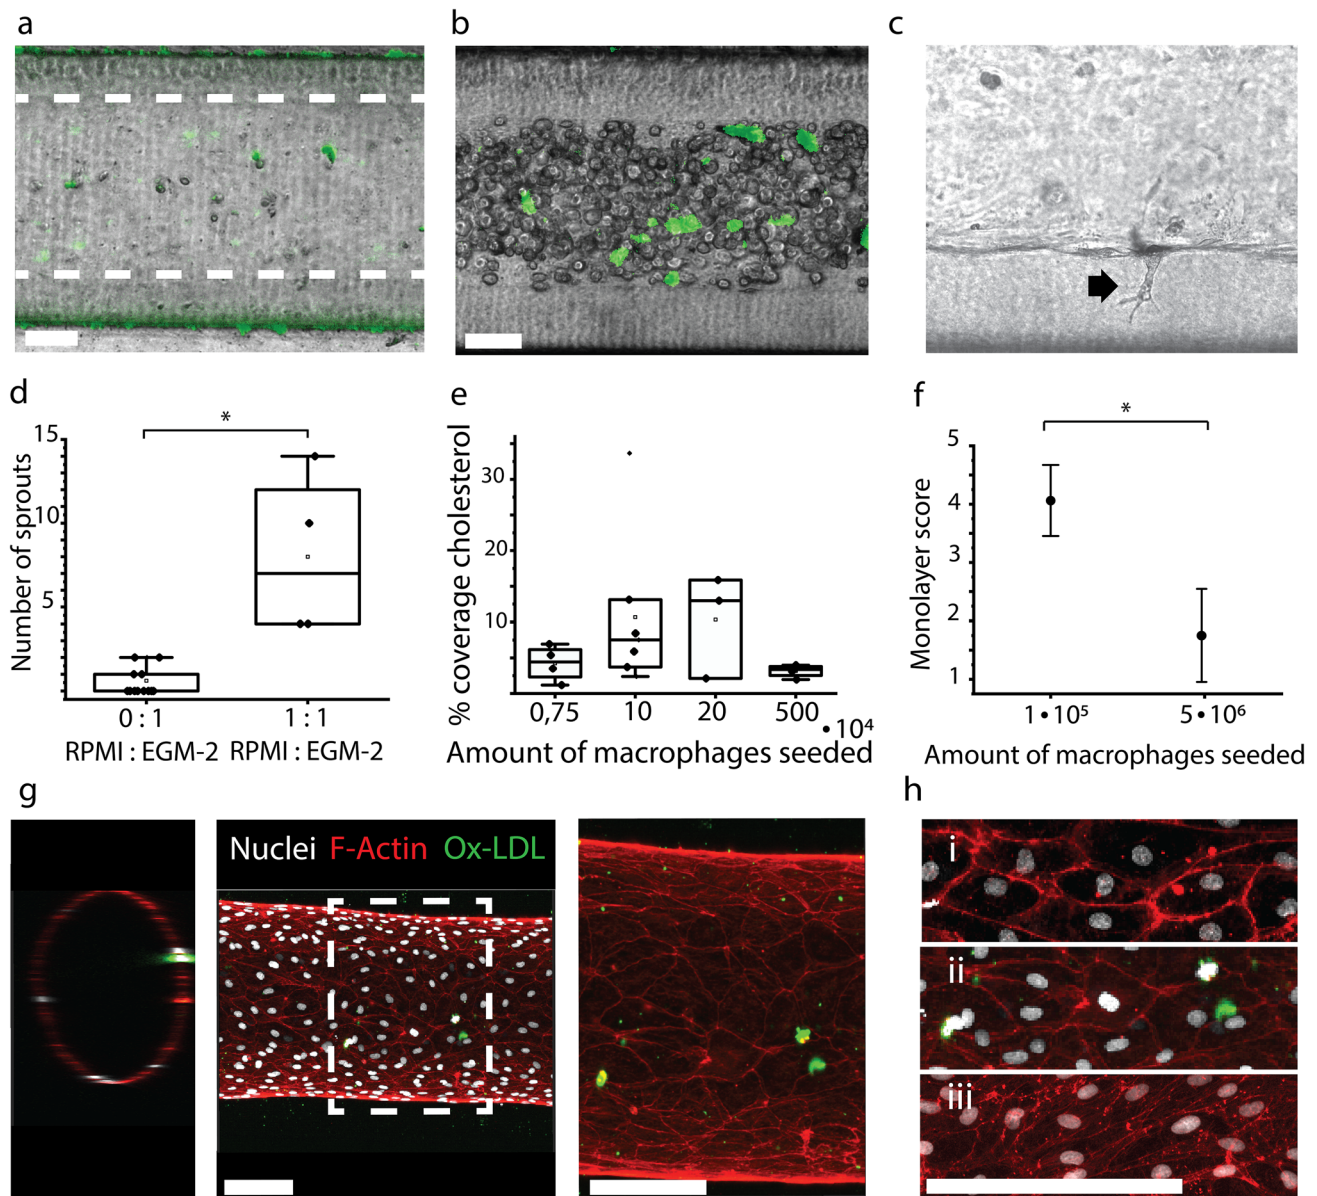 a
b
c
d
*
15
10
5
Number of sprouts
0 : 1
1 : 1
RPMI : EGM-2
RPMI : EGM-2
e
% coverage cholesterol
30
20
10
0,75
10
20
500
•10⁴
Amount of macrophages seeded
f
*
Monolayer score
5
4
3
2
1
1•10⁵
5•10⁶
Amount of macrophages seeded
g
Nuclei F-Actin Ox-LDL
h
i
ii
iii